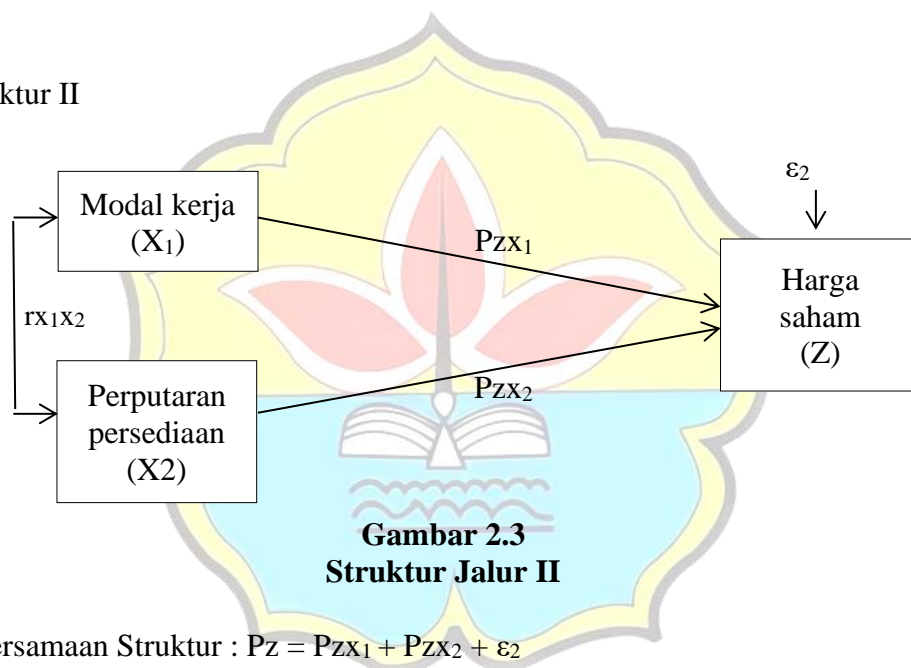 ktur II
ε₂
Modal kerja
(X₁)
Pzx₁
Harga
saham
(Z)
rx₁x₂
Pzx₂
Perputaran
persediaan
(X2)
Gambar 2.3
Struktur Jalur II
ersamaan Struktur : Pz = Pzx₁ + Pzx₂ + ε₂